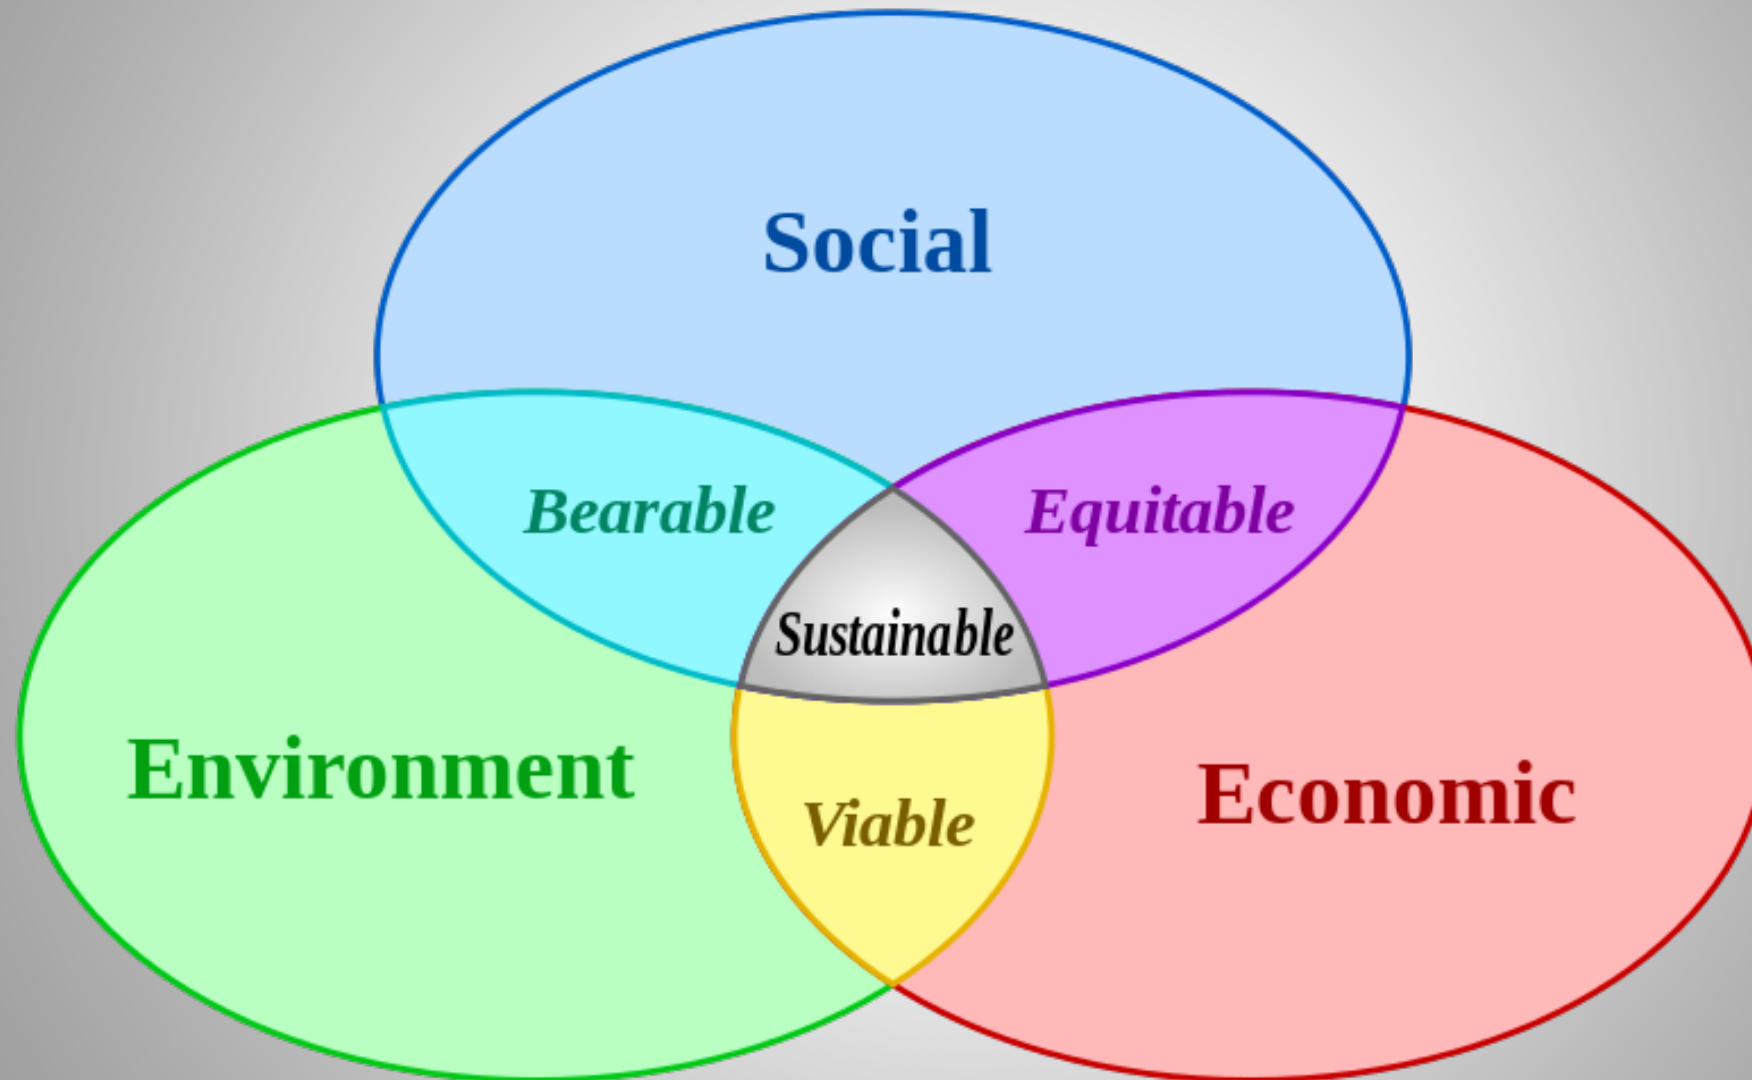 Social
Bearable
Equitable
Sustainable
Environment
Economic
Viable